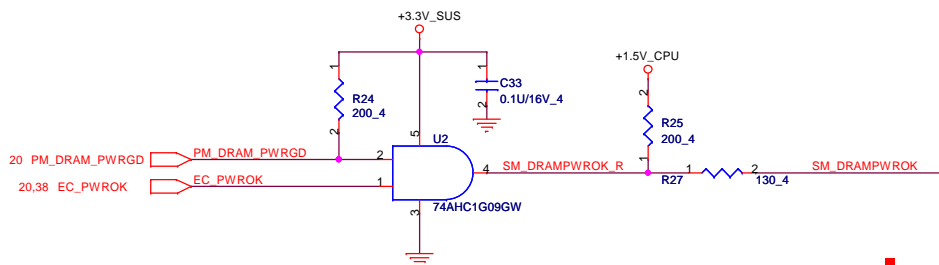 +3.3V_SUS
+1.5V_CPU
1
C33
0.1U/16V_4
2
1
R24
200_4
2
2
R25
200_4
1
5
U2
20 PM_DRAM_PWRGD
PM_DRAM_PWRGD
2
4
SM_DRAMPWROK_R
R27
1
2
130_4
SM_DRAMPWROK
20,38 EC_PWROK
EC_PWROK
1
3
74AHC1G09GW